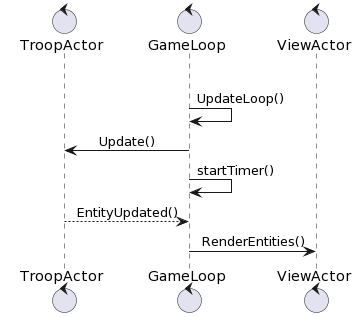 TroopActor GameLoop ViewActor
UpdateLoop()
Update()
startTimer()
EntityUpdated()
RenderEntities()
TroopActor GameLoop ViewActor